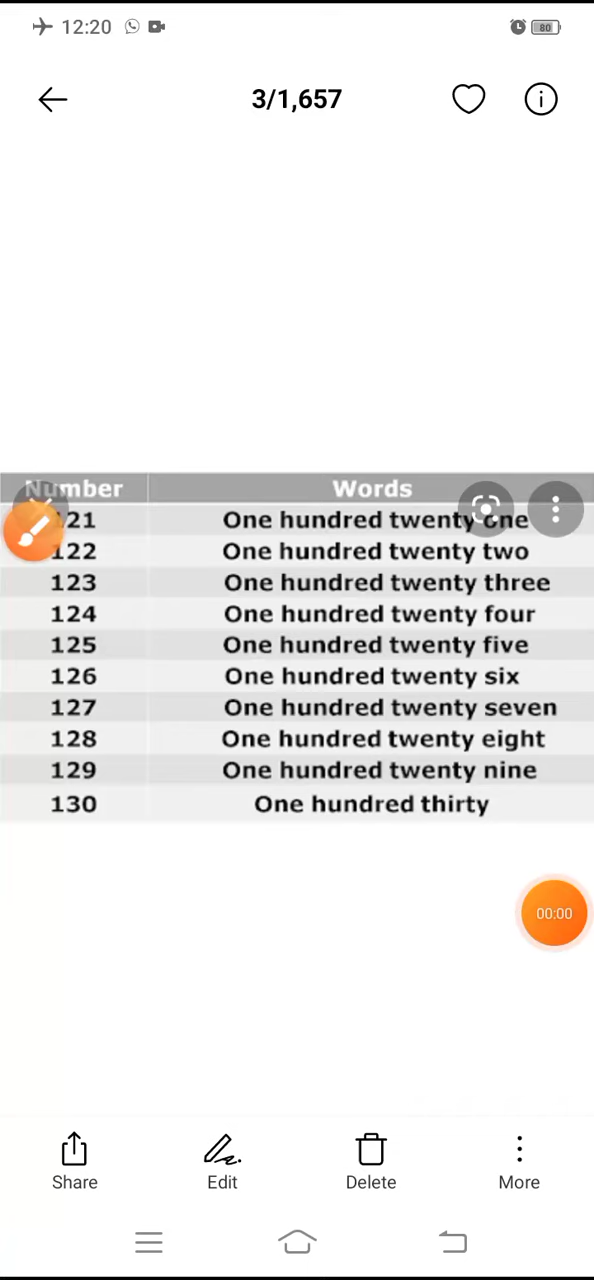 12:20 80
3/1,657
Number Words
121 One hundred twenty one
122 One hundred twenty two
123 One hundred twenty three
124 One hundred twenty four
125 One hundred twenty five
126 One hundred twenty six
127 One hundred twenty seven
128 One hundred twenty eight
129 One hundred twenty nine
130 One hundred thirty
00:00
Share Edit Delete More